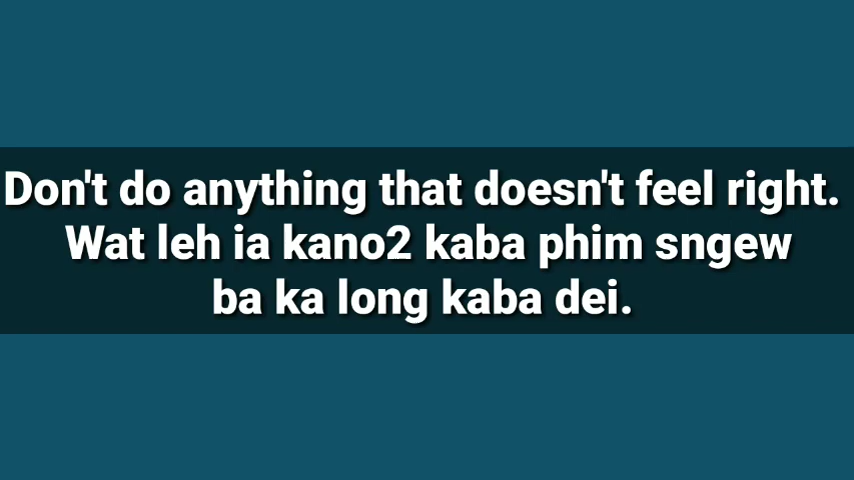 Don't do anything that doesn't feel right.
Wat leh ia kano2 kaba phim sngew
ba ka long kaba dei.